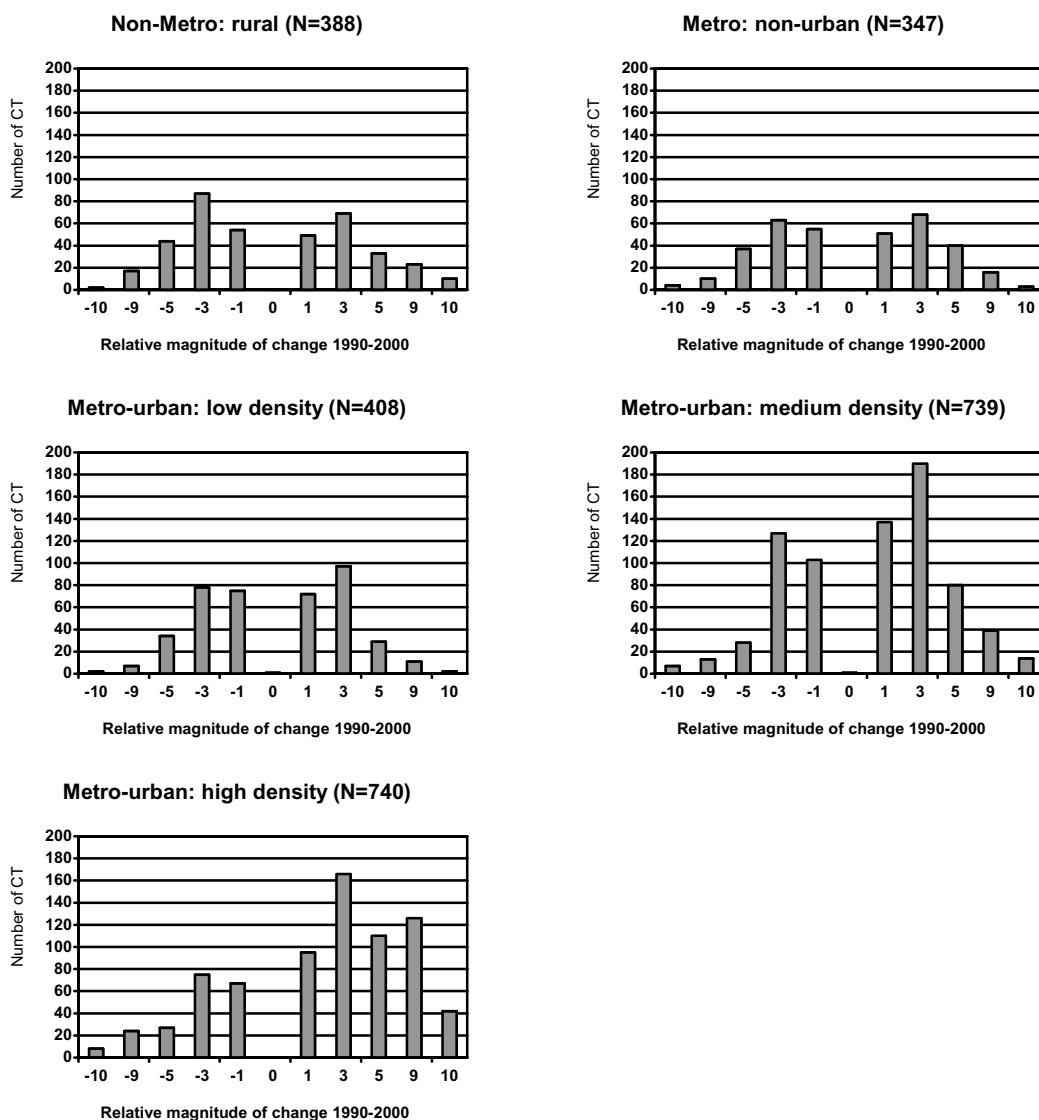 Non-Metro: rural (N=388)
Number of CT
200
180
160
140
120
100
80
60
40
20
0
-10 -9 -5 -3 -1 0 1 3 5 9 10
Relative magnitude of change 1990-2000
Metro: non-urban (N=347)
Number of CT
200
180
160
140
120
100
80
60
40
20
0
-10 -9 -5 -3 -1 0 1 3 5 9 10
Relative magnitude of change 1990-2000
Metro-urban: low density (N=408)
Number of CT
200
180
160
140
120
100
80
60
40
20
0
-10 -9 -5 -3 -1 0 1 3 5 9 10
Relative magnitude of change 1990-2000
Metro-urban: medium density (N=739)
Number of CT
200
180
160
140
120
100
80
60
40
20
0
-10 -9 -5 -3 -1 0 1 3 5 9 10
Relative magnitude of change 1990-2000
Metro-urban: high density (N=740)
Number of CT
200
180
160
140
120
100
80
60
40
20
0
-10 -9 -5 -3 -1 0 1 3 5 9 10
Relative magnitude of change 1990-2000